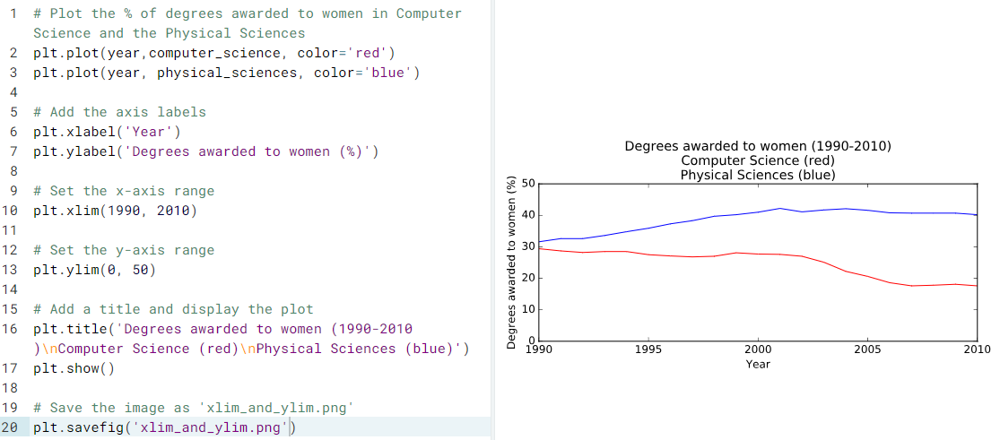 1 # Plot the % of degrees awarded to women in Computer
Science and the Physical Sciences
2 plt.plot(year,computer_science, color='red')
3 plt.plot(year, physical_sciences, color='blue')
4
5 # Add the axis labels
6 plt.xlabel('Year')
7 plt.ylabel('Degrees awarded to women (%)')
8
9 # Set the x-axis range
10 plt.xlim(1990, 2010)
11
12 # Set the y-axis range
13 plt.ylim(0, 50)
14
15 # Add a title and display the plot
16 plt.title('Degrees awarded to women (1990-2010
)\nComputer Science (red)\nPhysical Sciences (blue)')
17 plt.show()
18
19 # Save the image as 'xlim_and_ylim.png'
20 plt.savefig('xlim_and_ylim.png')
Degrees awarded to women (1990-2010)
Computer Science (red)
Physical Sciences (blue)
Degrees awarded to women (%)
50
40
30
20
10
0
1990 1995 2000 2005 2010
Year